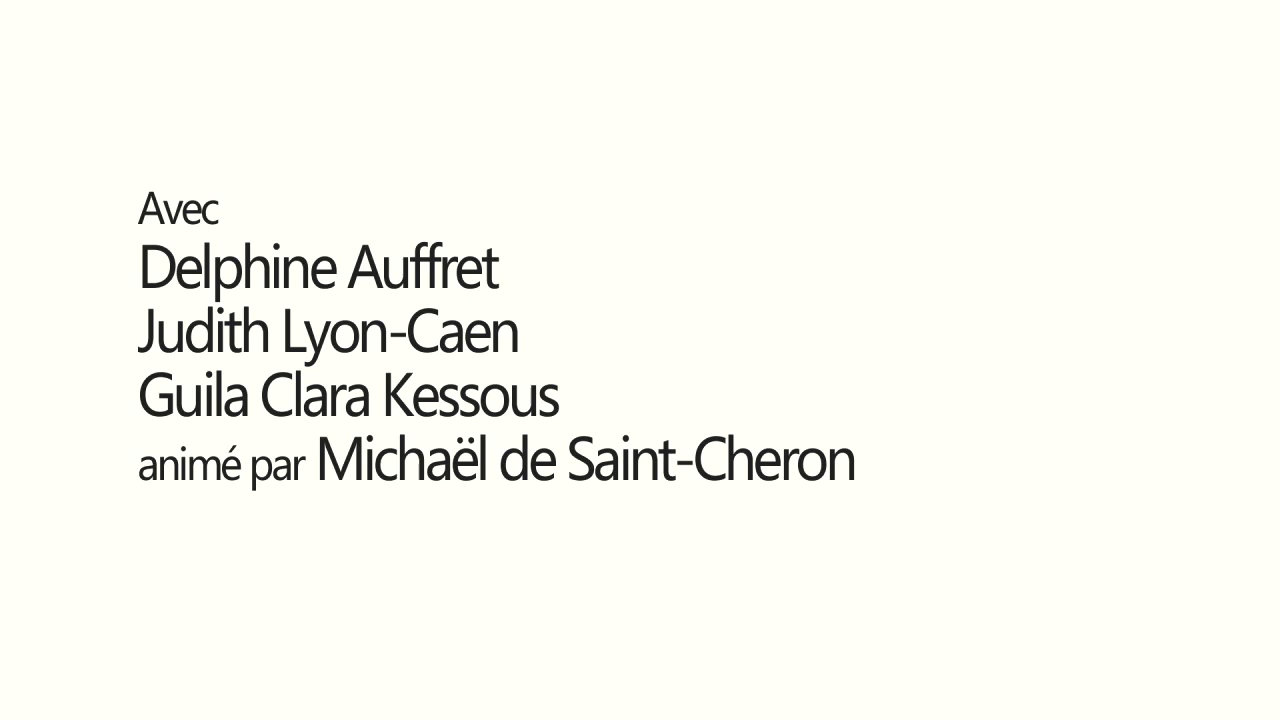 Avec
Delphine Auffret
Judith Lyon-Caen
Guila Clara Kessous
animé par Michaël de Saint-Cheron